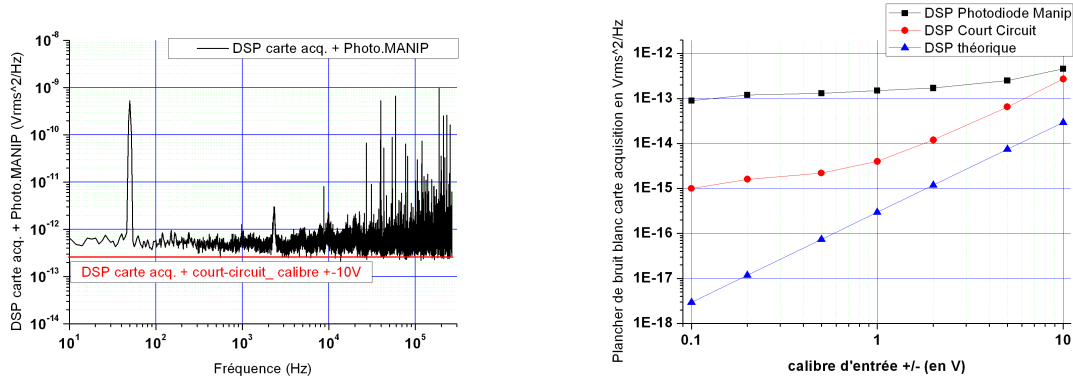 DSP carte acq. + Photo.MANIP (Vrms^2/Hz)
10^-8
10^-9
10^-10
10^-11
10^-12
10^-13
10^-14
DSP carte acq. + Photo.MANIP
DSP carte acq. + court-circuit_ calibre +-10V
10^1
10^2
10^3
10^4
10^5
Fréquence (Hz)
DSP Photodiode Manip
DSP Court Circuit
DSP théorique
Plancher de bruit blanc carte acquisition en Vrms^2/Hz
1E-12
1E-13
1E-14
1E-15
1E-16
1E-17
1E-18
0.1
1
10
calibre d'entrée +/- (en V)